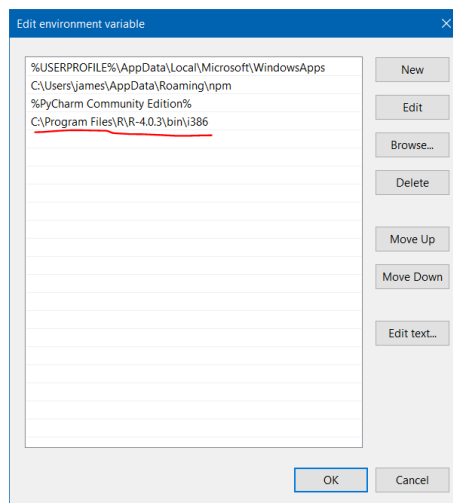 Edit environment variable
%USERPROFILE%\AppData\Local\Microsoft\WindowsApps
C:\Users\james\AppData\Roaming\npm
%PyCharm Community Edition%
C:\Program Files\R\R-4.0.3\bin\i386
New
Edit
Browse...
Delete
Move Up
Move Down
Edit text...
OK
Cancel